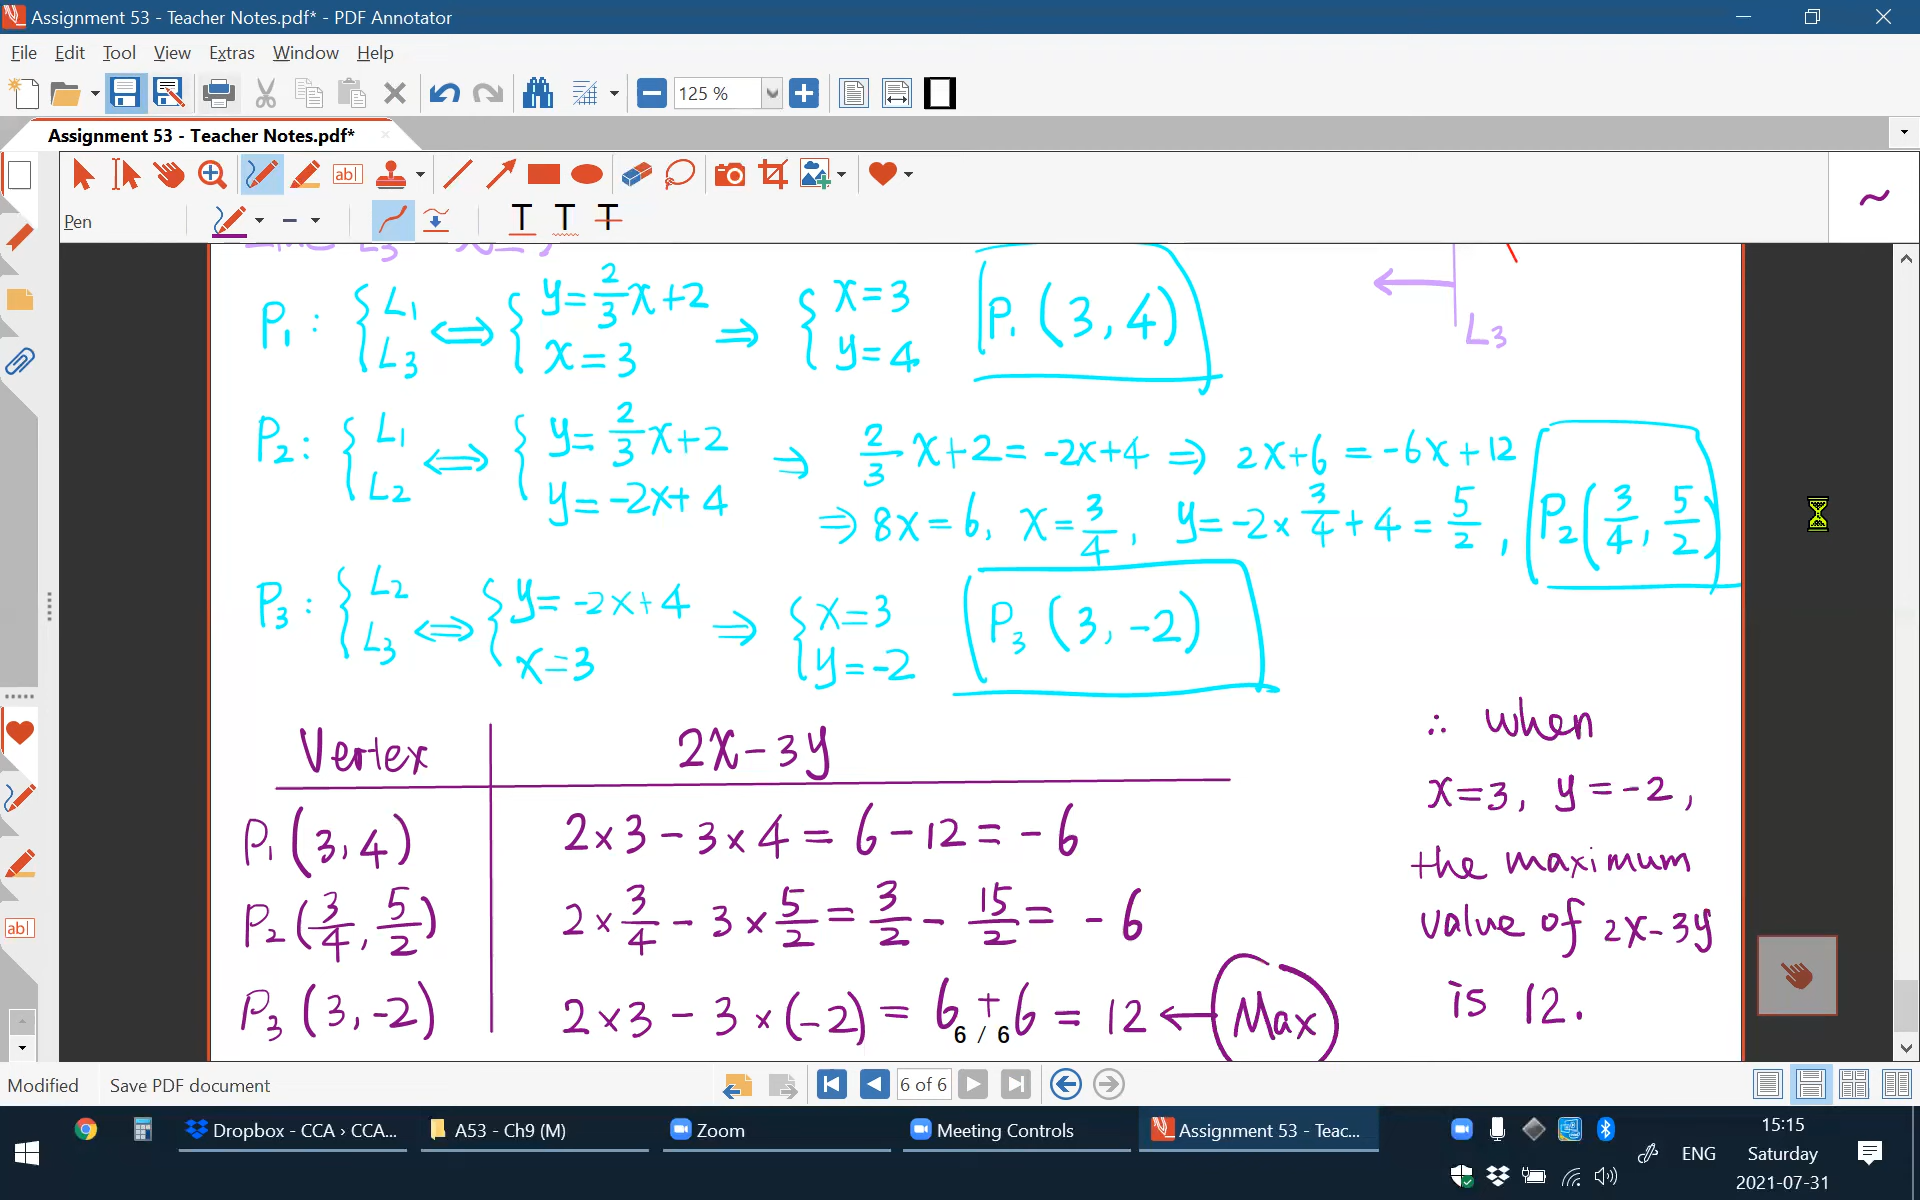 Assignment 53 - Teacher Notes.pdf* - PDF Annotator
File Edit Tool View Extras Window Help
125 %
Assignment 53 - Teacher Notes.pdf*
ab|
Pen
T T T
P₁ : { L₁ L₃ ⟺ { y = 2/3 x + 2 x = 3 ⇒ { x = 3 y = 4 P₁ (3, 4)
L₃
P₂ : { L₁ L₂ ⟺ { y = 2/3 x + 2 y = -2x + 4 ⇒ 2/3 x + 2 = -2x + 4 ⇒ 2x + 6 = -6x + 12
⇒ 8x = 6, x = 3/4, y = -2 × 3/4 + 4 = 5/2, P₂ (3/4, 5/2)
P₃ : { L₂ L₃ ⟺ { y = -2x + 4 x = 3 ⇒ { x = 3 y = -2 P₃ (3, -2)
Vertex 2x - 3y
P₁ (3, 4) 2 × 3 - 3 × 4 = 6 - 12 = -6
P₂ (3/4, 5/2) 2 × 3/4 - 3 × 5/2 = 3/2 - 15/2 = -6
P₃ (3, -2) 2 × 3 - 3 × (-2) = 6 + 6 = 12 ← Max
∴ when
x = 3, y = -2,
the maximum
value of 2x - 3y
is 12.
6 / 6
ab|
Modified Save PDF document 6 of 6
Dropbox - CCA › CCA... A53 - Ch9 (M) Zoom Meeting Controls Assignment 53 - Teac...
15:15
ENG Saturday
2021-07-31